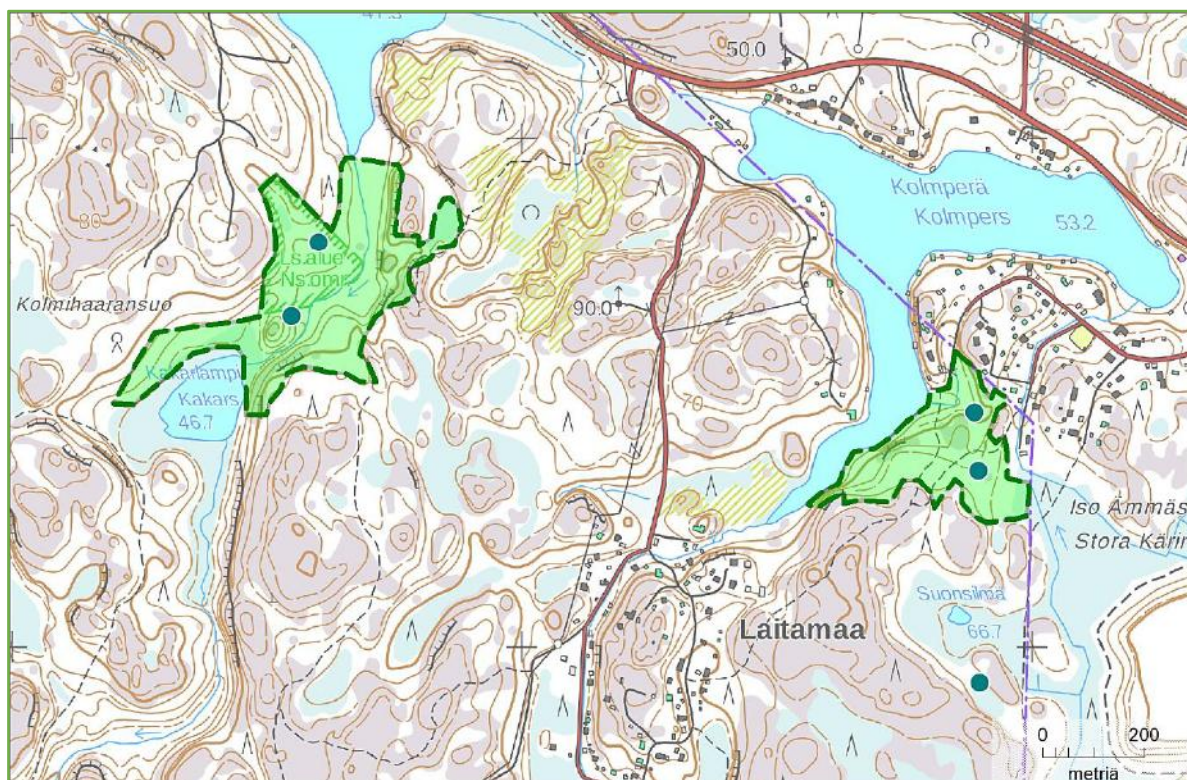 50.0
Kolmperä
Kolmpers
53.2
Ls.alue
Ns.omr
Kolmihaaransuo
90.0
Kakarlampi
Kakars
46.7
70
80
Iso Ämmäs
Stora Kärin
Suonsilmä
66.7
Laitamaa
0 200
metriä